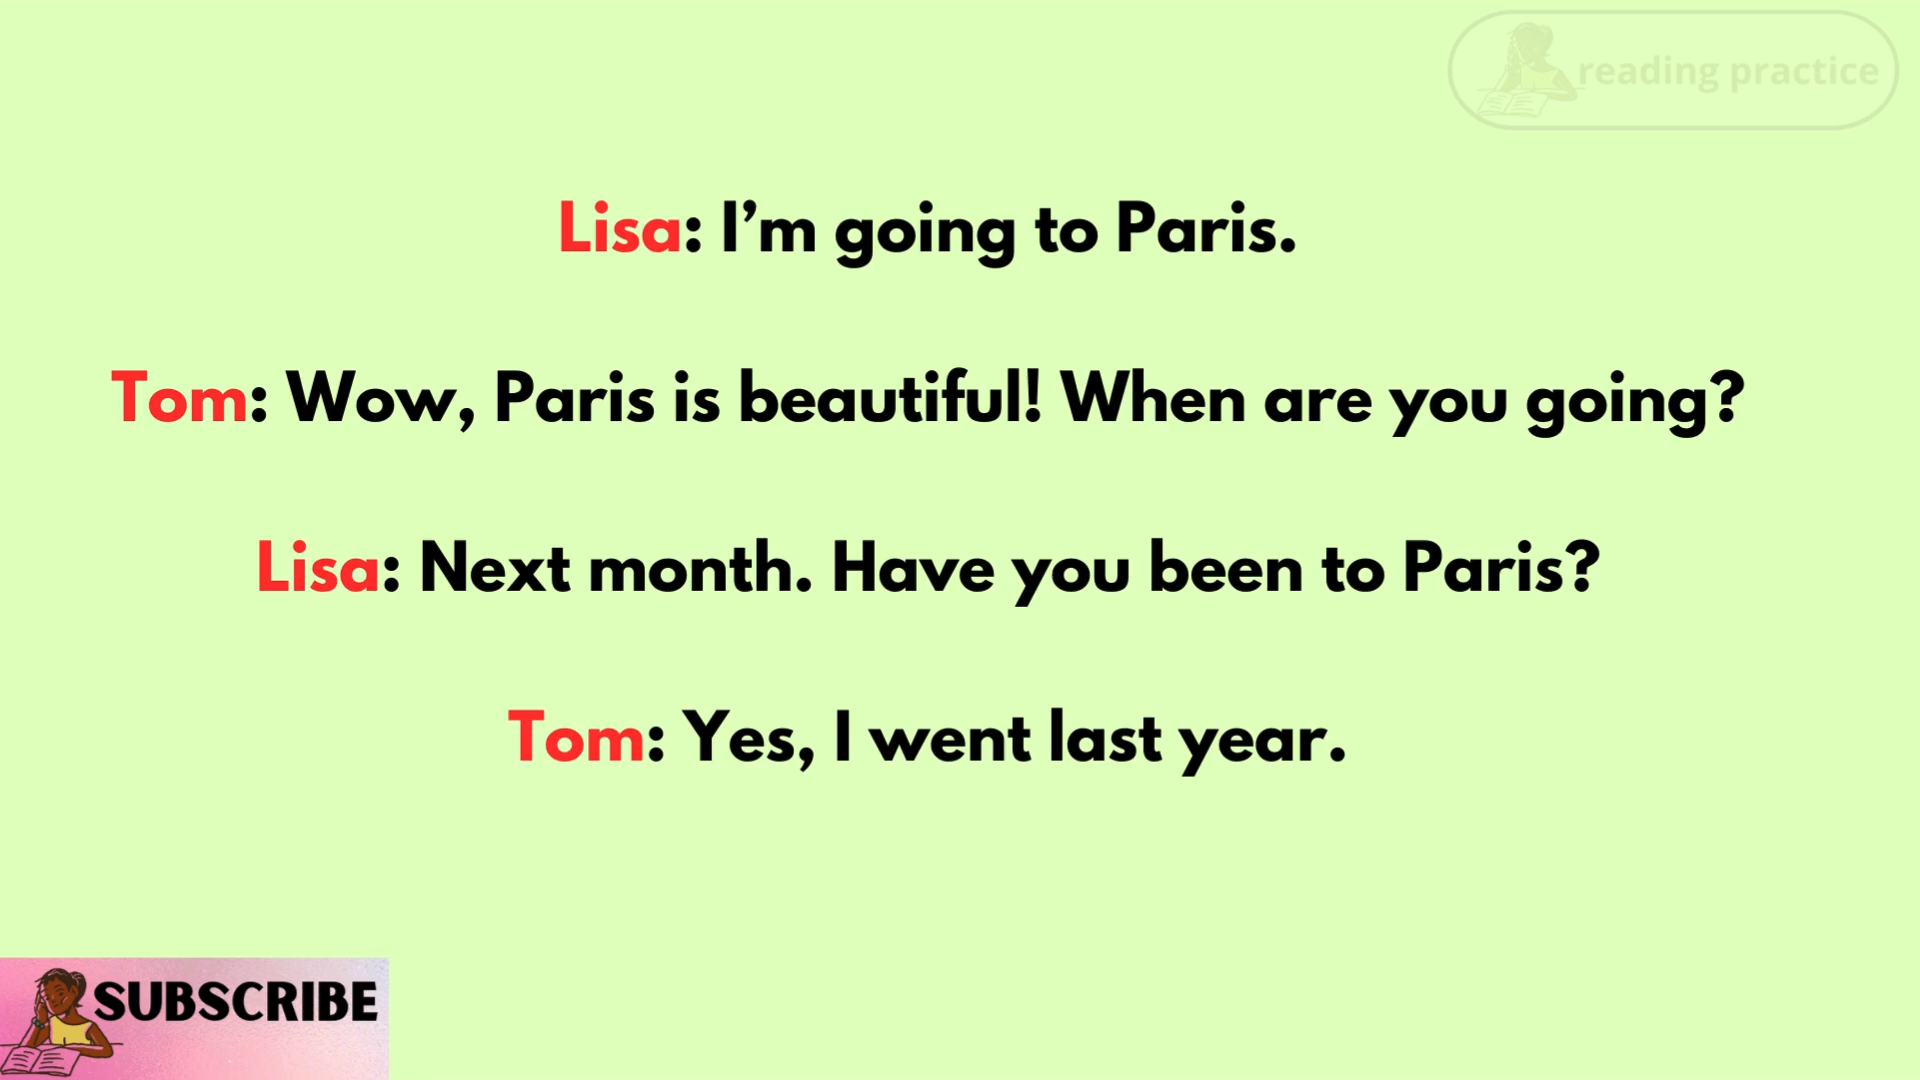 reading practice
Lisa: I’m going to Paris.
Tom: Wow, Paris is beautiful! When are you going?
Lisa: Next month. Have you been to Paris?
Tom: Yes, I went last year.
SUBSCRIBE